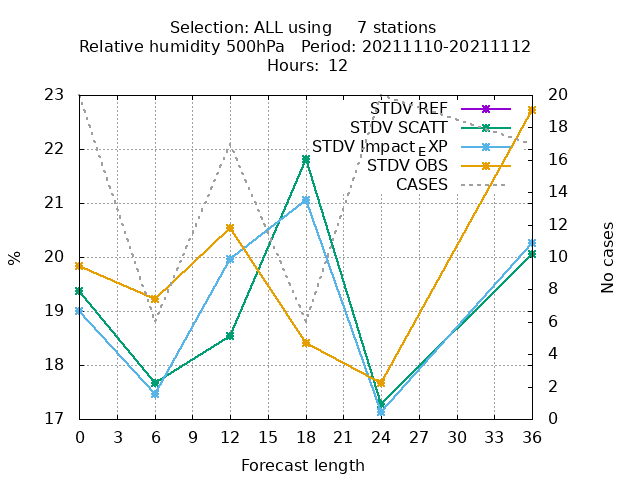 Selection: ALL using 7 stations
Relative humidity 500hPa Period: 20211110-20211112
Hours: 12
23
22
21
20
19
18
17
%
STDV REF
STDV SCATT
STDV Impact_EXP
STDV OBS
CASES
20
18
16
14
12
10
8
6
4
2
0
No cases
0 3 6 9 12 15 18 21 24 27 30 33 36
Forecast length